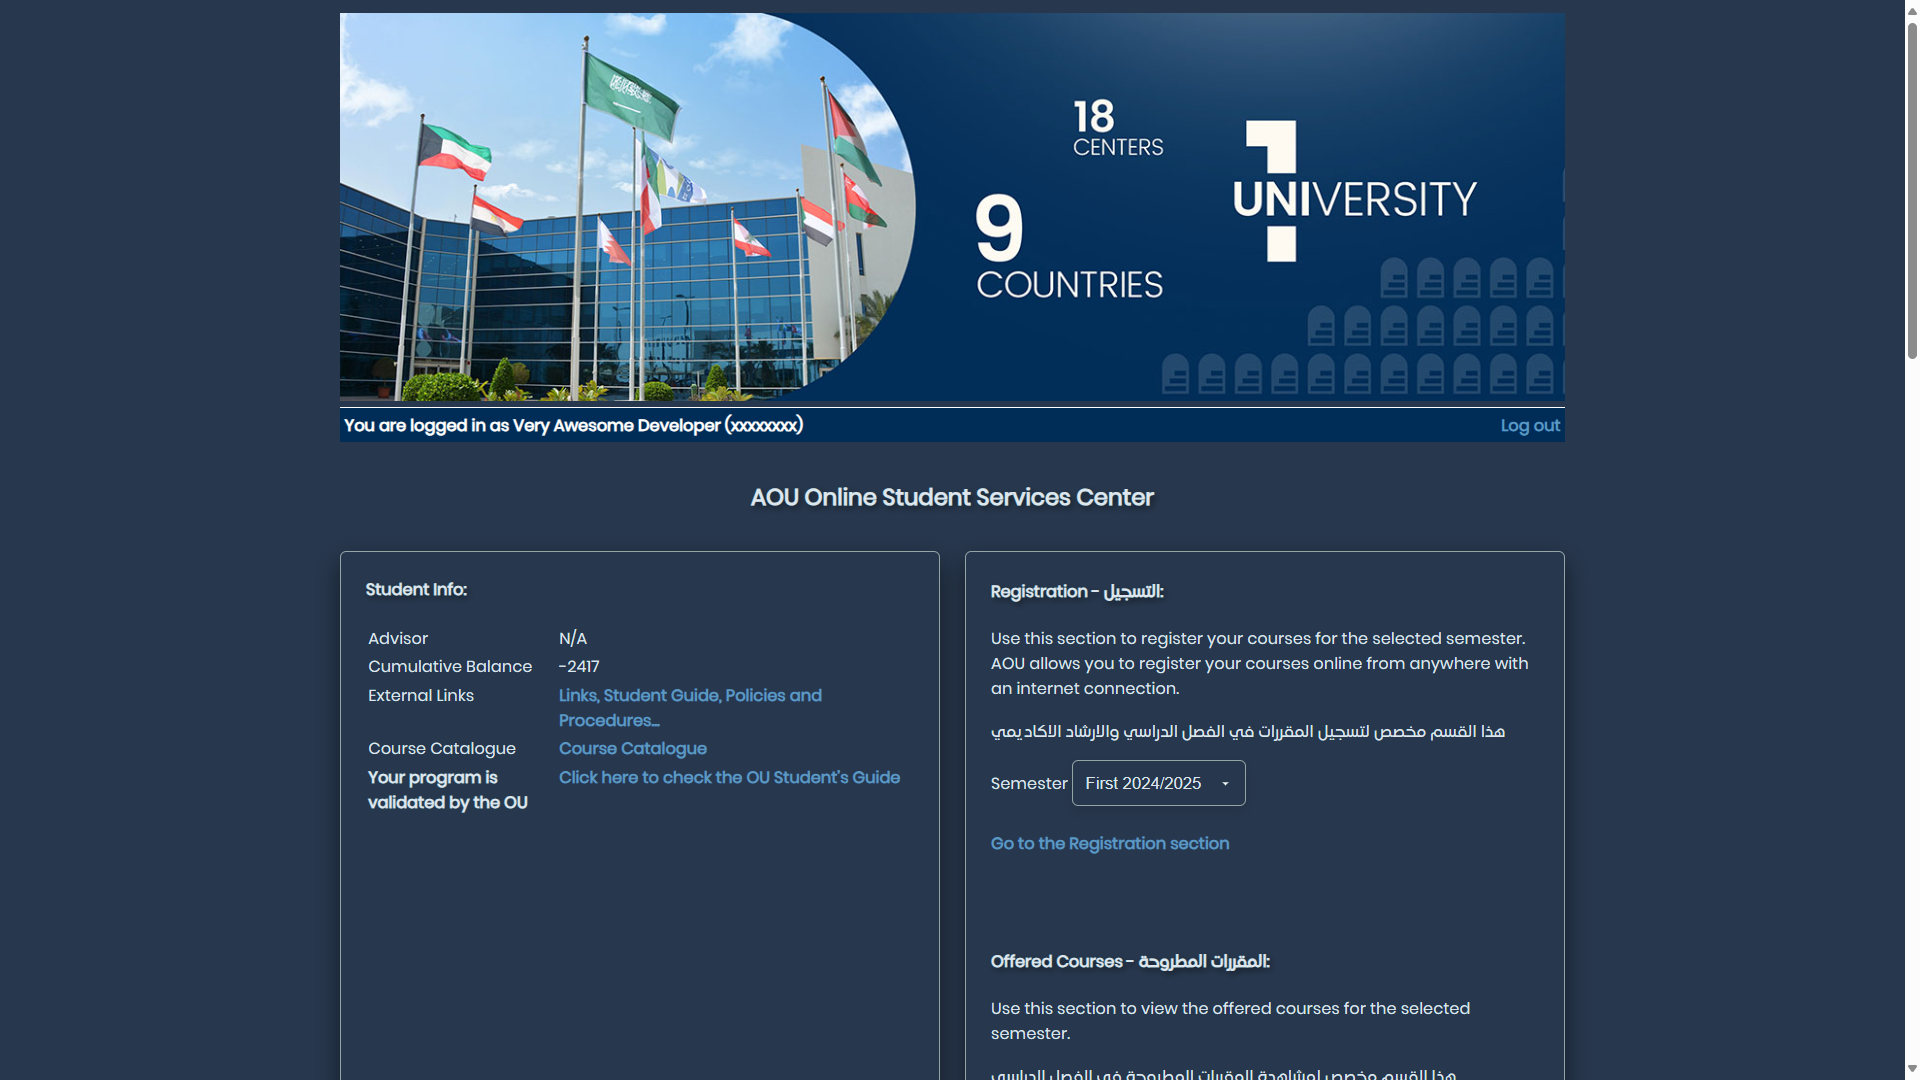 18
CENTERS
9
COUNTRIES
UNIVERSITY
You are logged in as Very Awesome Developer (xxxxxxxx)
Log out
AOU Online Student Services Center
Student Info:
Advisor N/A
Cumulative Balance -2417
External Links Links, Student Guide, Policies and
Procedures...
Course Catalogue Course Catalogue
Your program is Click here to check the OU Student's Guide
validated by the OU
Registration - التسجيل:
Use this section to register your courses for the selected semester.
AOU allows you to register your courses online from anywhere with
an internet connection.
هذا القسم مخصص لتسجيل المقررات في الفصل الدراسي والارشاد الاكاديمي
Semester First 2024/2025
Go to the Registration section
Offered Courses - المقررات المطروحة:
Use this section to view the offered courses for the selected
semester.
هذا القسم مخصص لمشاهدة المقررات المطروحة في الفصل الدراسي